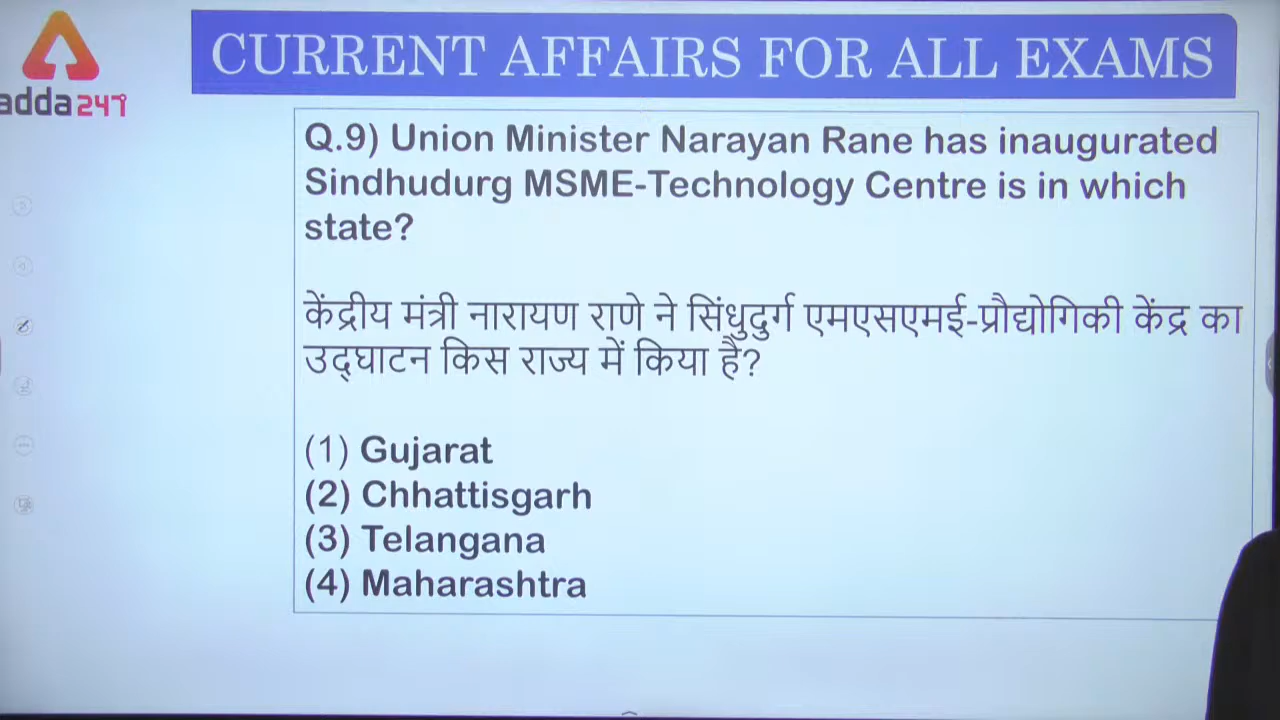 CURRENT AFFAIRS FOR ALL EXAMS
adda247
Q.9) Union Minister Narayan Rane has inaugurated
Sindhudurg MSME-Technology Centre is in which
state?
केंद्रीय मंत्री नारायण राणे ने सिंधुदुर्ग एमएसएमई-प्रौद्योगिकी केंद्र का
उद्घाटन किस राज्य में किया है?
(1) Gujarat
(2) Chhattisgarh
(3) Telangana
(4) Maharashtra